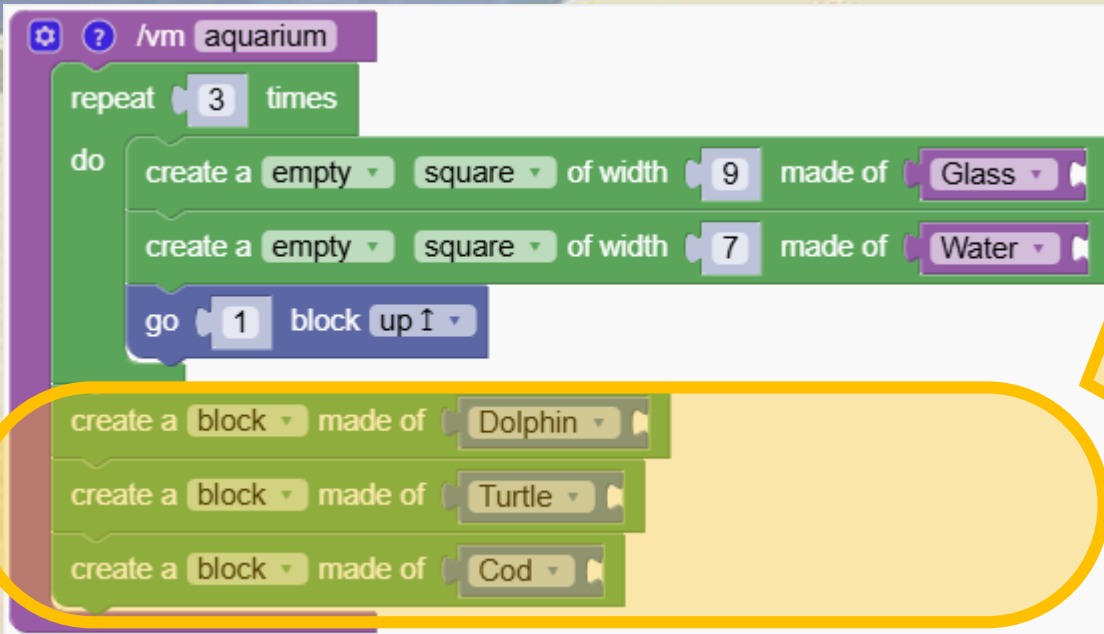 ? /vm aquarium
repeat 3 times
do create a empty square of width 9 made of Glass
create a empty square of width 7 made of Water
go 1 block up ↥
create a block made of Dolphin
create a block made of Turtle
create a block made of Cod